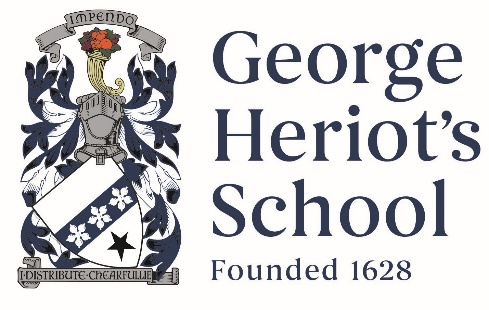 IMPENDO
George
Heriot's
School
Founded 1628
I·DISTRIBUTE·CHEARFULLIE